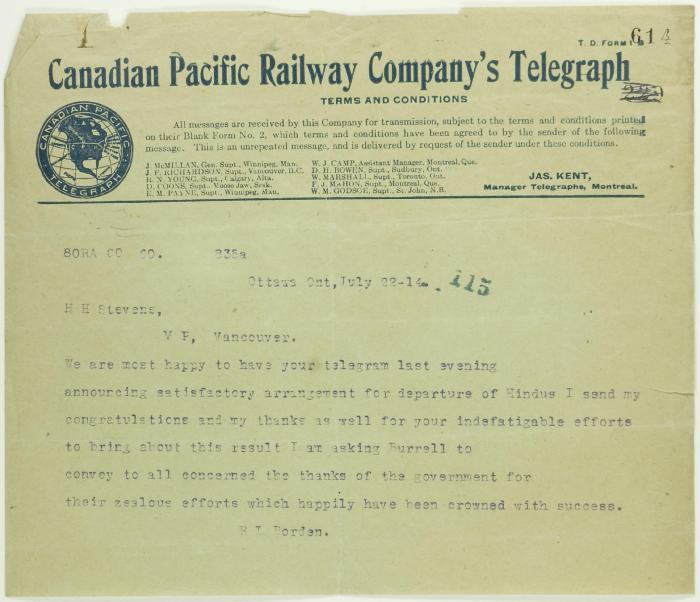 1
T. D. FORM 1 B
614
Canadian Pacific Railway Company's Telegraph
TERMS AND CONDITIONS
CANADIAN PACIFIC TELEGRAPH
All messages are received by this Company for transmission, subject to the terms and conditions printed
on their Blank Form No. 2, which terms and conditions have been agreed to by the sender of the following
message. This is an unrepeated message, and is delivered by request of the sender under these conditions.
J. McMILLAN, Gen. Supt., Winnipeg, Man.
J. F. RICHARDSON, Supt., Vancouver, B.C.
B. N. YOUNG, Supt., Calgary, Alta.
D. COONS, Supt., Moose Jaw, Sask.
E. M. PAYNE, Supt., Winnipeg, Man.
W. J. CAMP, Assistant Manager, Montreal, Que.
D. H. BOWEN, Supt., Sudbury, Ont.
W. MARSHALL, Supt., Toronto, Ont.
F. J. MAHON, Supt., Montreal, Que.
W. M. GODSOE, Supt., St. John, N.B.
JAS. KENT,
Manager Telegraphs, Montreal.
80RA CO CO. 835a
Ottawa Ont, July 22-14. 115
H H Stevens,
M P, Vancouver.
We are most happy to have your telegram last evening
announcing satisfactory arrangement for departure of Hindus I send my
congratulations and my thanks as well for your indefatigable efforts
to bring about this result I am asking Burrell to
convey to all concerned the thanks of the government for
their zealous efforts which happily have been crowned with success.
R L Borden.